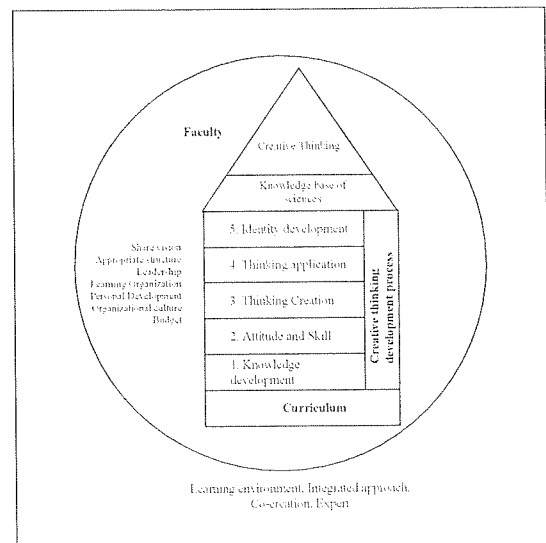 Faculty
Creative Thinking
Knowledge base of
sciences
5. Identity development
4. Thinking application
3. Thinking Creation
2. Attitude and Skill
1. Knowledge
development
Creative thinking
development process
Curriculum
Share vision
Appropriate structure
Leadership
Learning Organization
Personal Development
Organizational culture
Budget
Learning environment, Integrated approach,
Co-creation, Expert